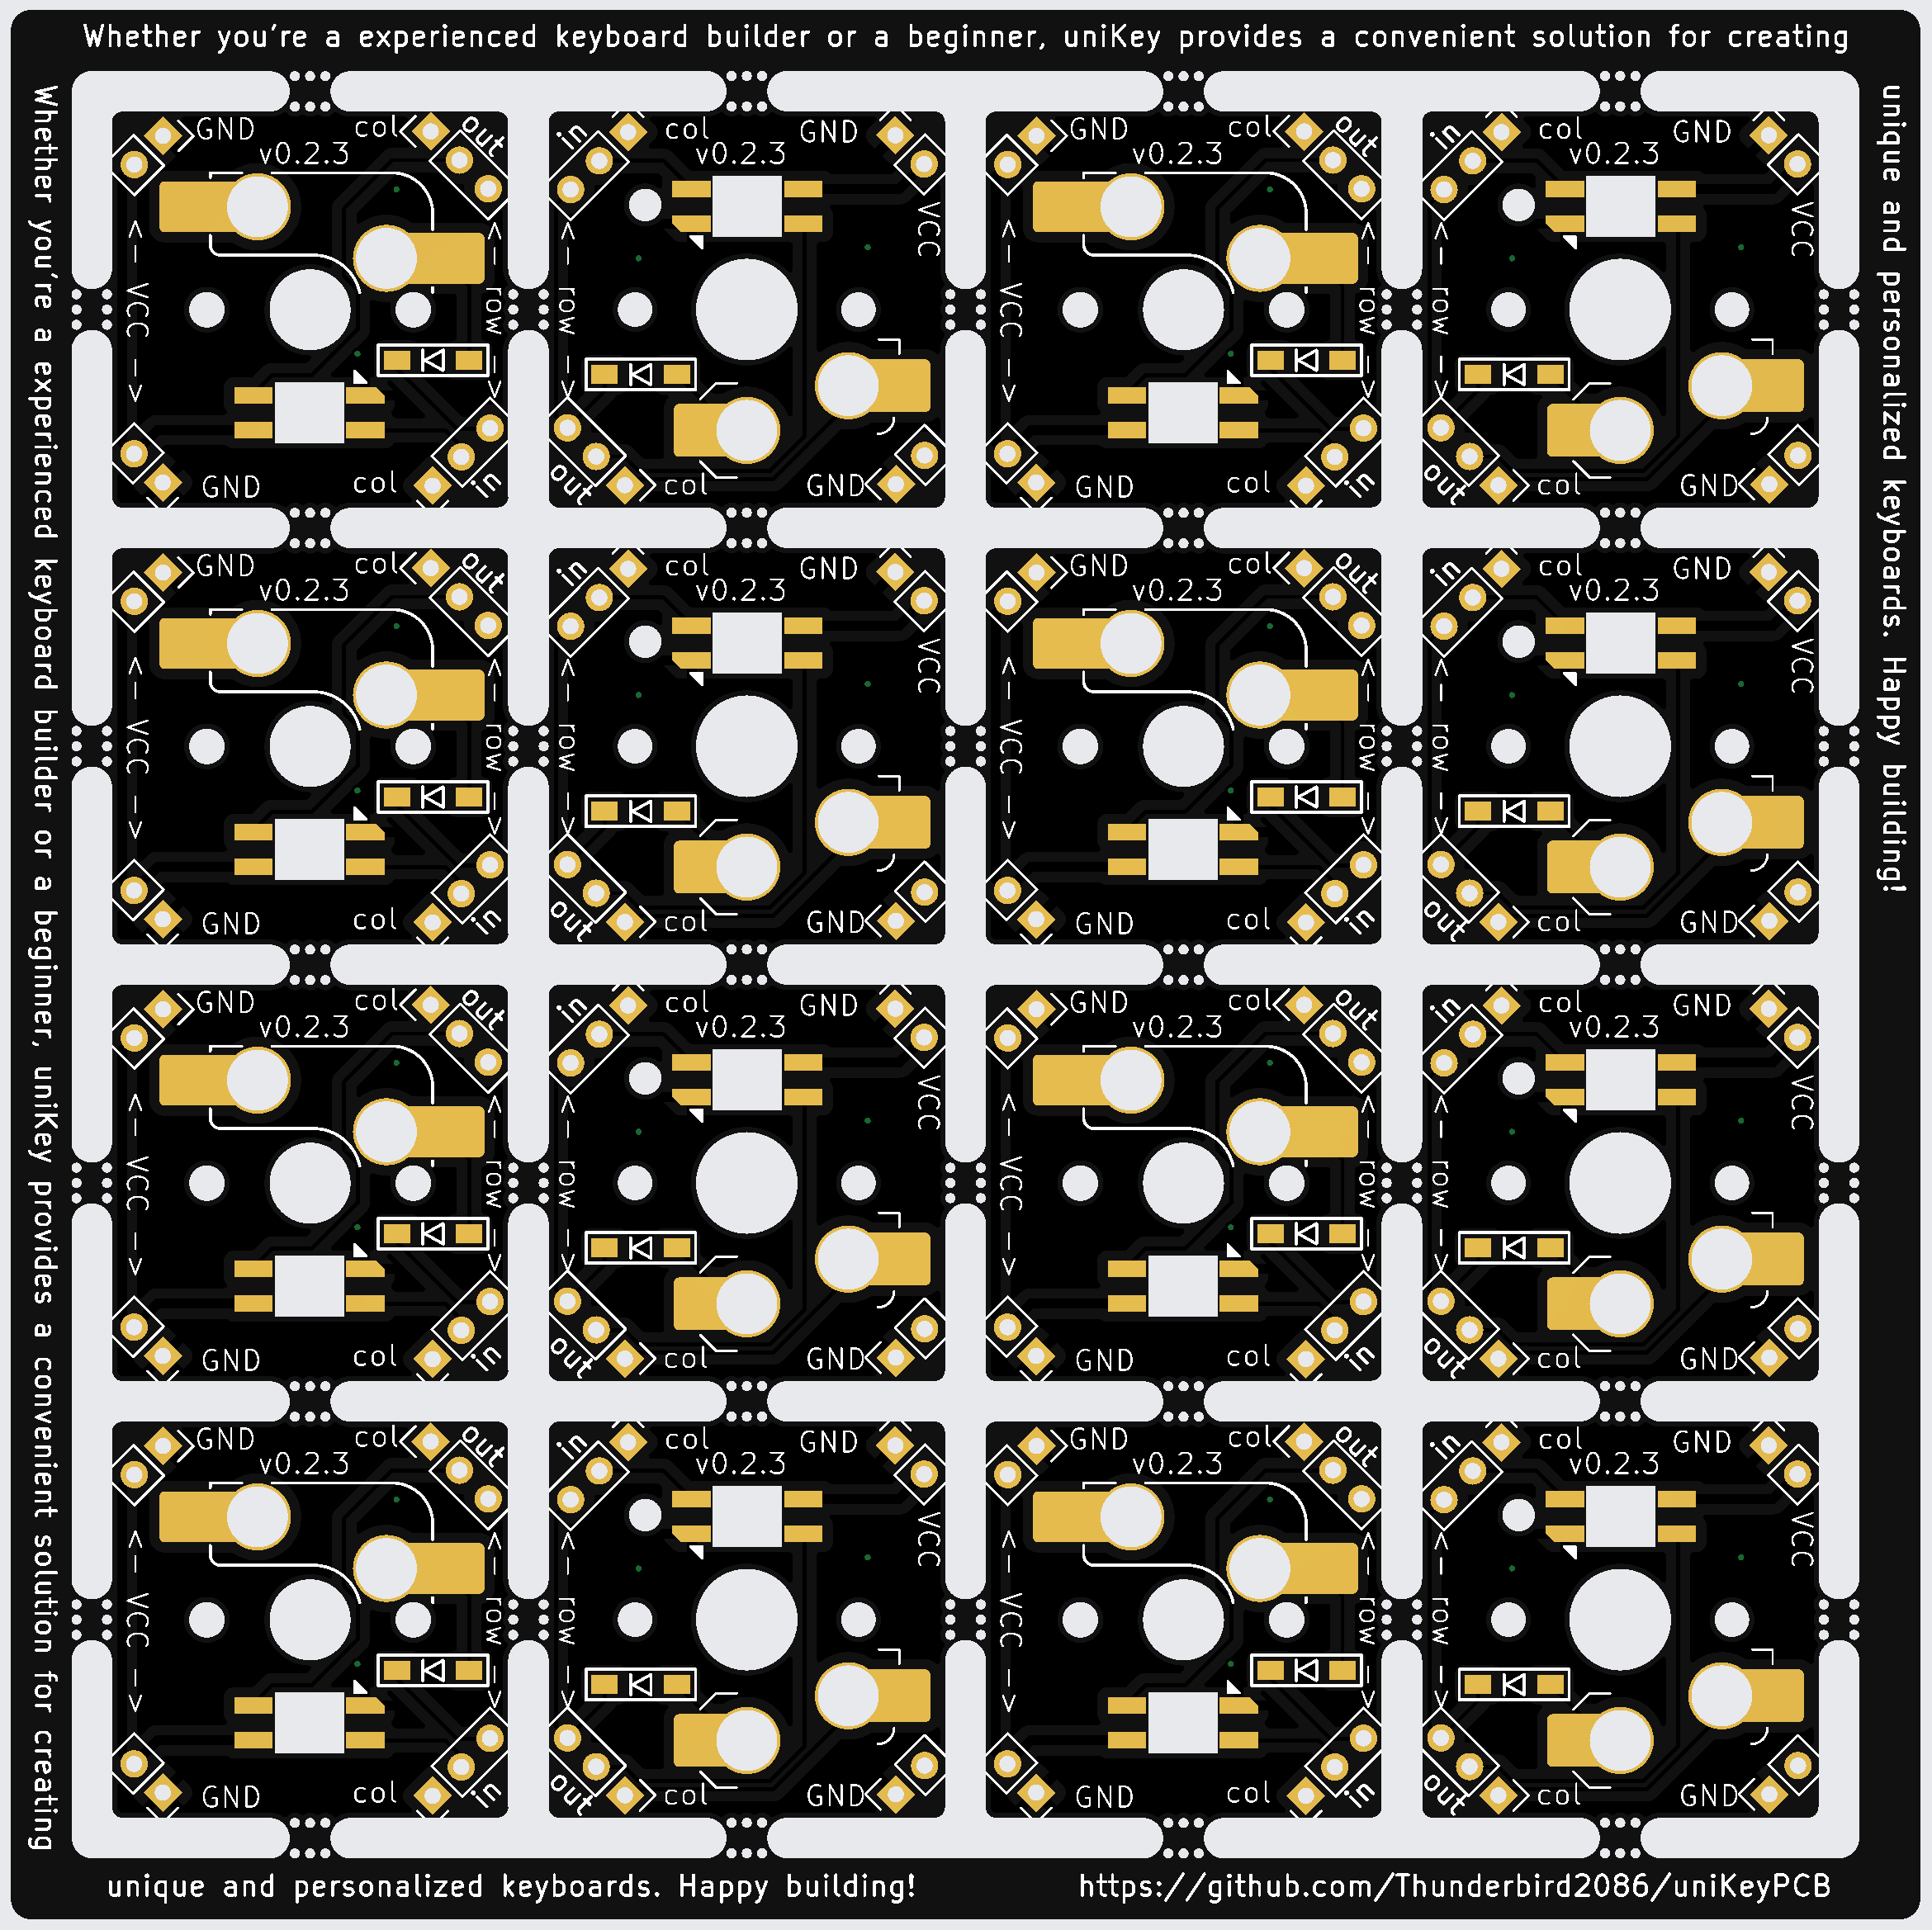 Whether you're a experienced keyboard builder or a beginner, uniKey provides a convenient solution for creating
Whether you're a experienced keyboard builder or a beginner, uniKey provides a convenient solution for creating
unique and personalized keyboards. Happy building!
GND col out in col GND GND col out in col GND
v0.2.3 v0.2.3 v0.2.3 v0.2.3
<-- VCC --> <-- row --> <-- row --> VCC <-- VCC --> <-- row --> <-- row --> VCC
GND col in out col GND GND col in out col GND
GND col out in col GND GND col out in col GND
v0.2.3 v0.2.3 v0.2.3 v0.2.3
<-- VCC --> <-- row --> <-- row --> VCC <-- VCC --> <-- row --> <-- row --> VCC
GND col in out col GND GND col in out col GND
GND col out in col GND GND col out in col GND
v0.2.3 v0.2.3 v0.2.3 v0.2.3
<-- VCC --> <-- row --> <-- row --> VCC <-- VCC --> <-- row --> <-- row --> VCC
GND col in out col GND GND col in out col GND
GND col out in col GND GND col out in col GND
v0.2.3 v0.2.3 v0.2.3 v0.2.3
<-- VCC --> <-- row --> <-- row --> VCC <-- VCC --> <-- row --> <-- row --> VCC
GND col in out col GND GND col in out col GND
unique and personalized keyboards. Happy building!
https://github.com/Thunderbird2086/uniKeyPCB